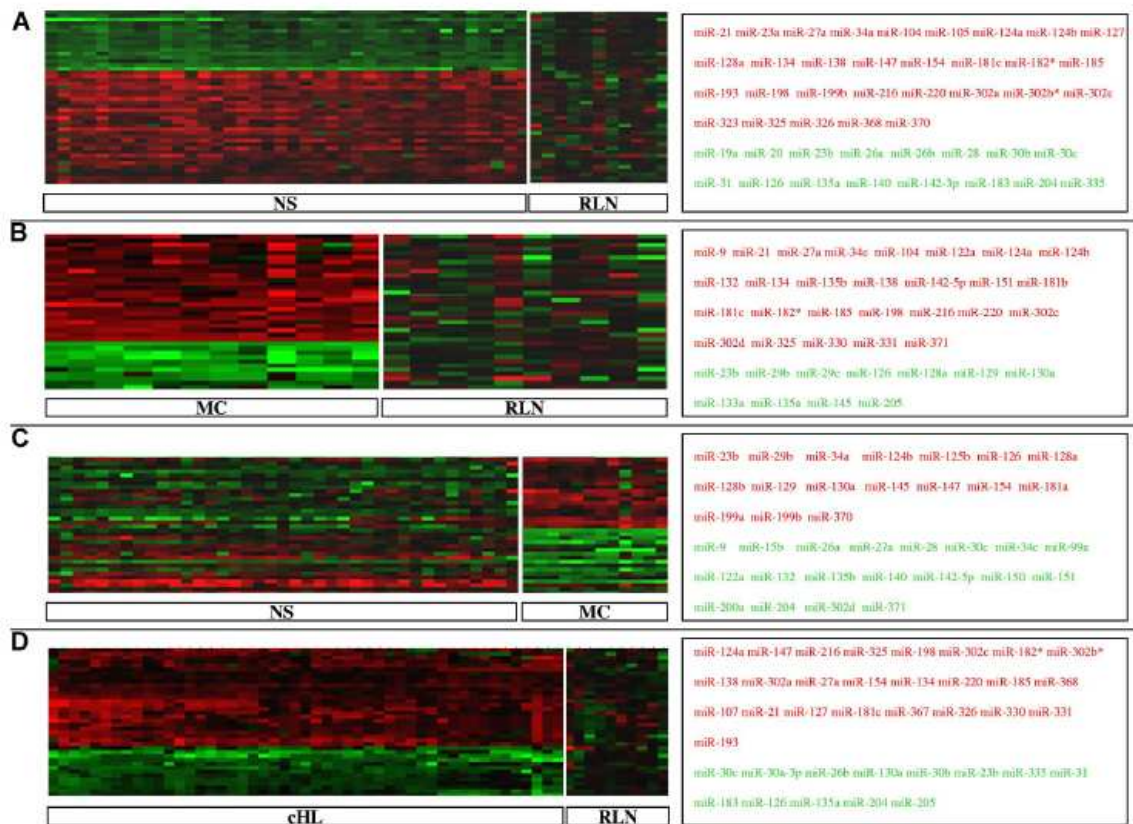 A
miR-21 miR-23a miR-27a miR-34a miR-104 miR-105 miR-124a miR-124b miR-127
miR-128a miR-134 miR-138 miR-147 miR-154 miR-181c miR-182* miR-185
miR-193 miR-198 miR-199b miR-216 miR-220 miR-302a miR-302b* miR-302c
miR-323 miR-325 miR-326 miR-368 miR-370
miR-19a miR-20 miR-23b miR-26a miR-26b miR-28 miR-30b miR-30c
miR-31 miR-126 miR-135a miR-140 miR-142-3p miR-183 miR-204 miR-335
NS RLN
B
miR-9 miR-21 miR-27a miR-34c miR-104 miR-122a miR-124a miR-124b
miR-132 miR-134 miR-135b miR-138 miR-142-5p miR-151 miR-181b
miR-181c miR-182* miR-185 miR-198 miR-216 miR-220 miR-302c
miR-302d miR-325 miR-330 miR-331 miR-371
miR-23b miR-29b miR-29c miR-126 miR-128a miR-129 miR-130a
miR-133a miR-135a miR-145 miR-205
MC RLN
C
miR-23b miR-29b miR-34a miR-124b miR-125b miR-126 miR-128a
miR-128b miR-129 miR-130a miR-145 miR-147 miR-154 miR-181a
miR-199a miR-199b miR-370
miR-9 miR-15b miR-26a miR-27a miR-28 miR-30c miR-34c
miR-122a miR-132 miR-135b miR-140 miR-142-5p miR-150 miR-151
miR-200a miR-204 miR-302d miR-371
NS MC
D
miR-124a miR-147 miR-216 miR-325 miR-198 miR-302c miR-182* miR-302b*
miR-138 miR-302a miR-27a miR-154 miR-134 miR-220 miR-185 miR-368
miR-107 miR-21 miR-127 miR-181c miR-367 miR-326 miR-330 miR-331
miR-193
miR-30c miR-30a-3p miR-26b miR-130a miR-30b miR-23b miR-335 miR-31
miR-183 miR-126 miR-135a miR-204 miR-205
cHL RLN